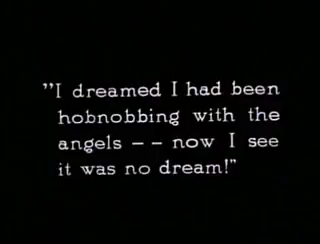 "I dreamed I had been
hobnobbing with the
angels -- now I see
it was no dream!"